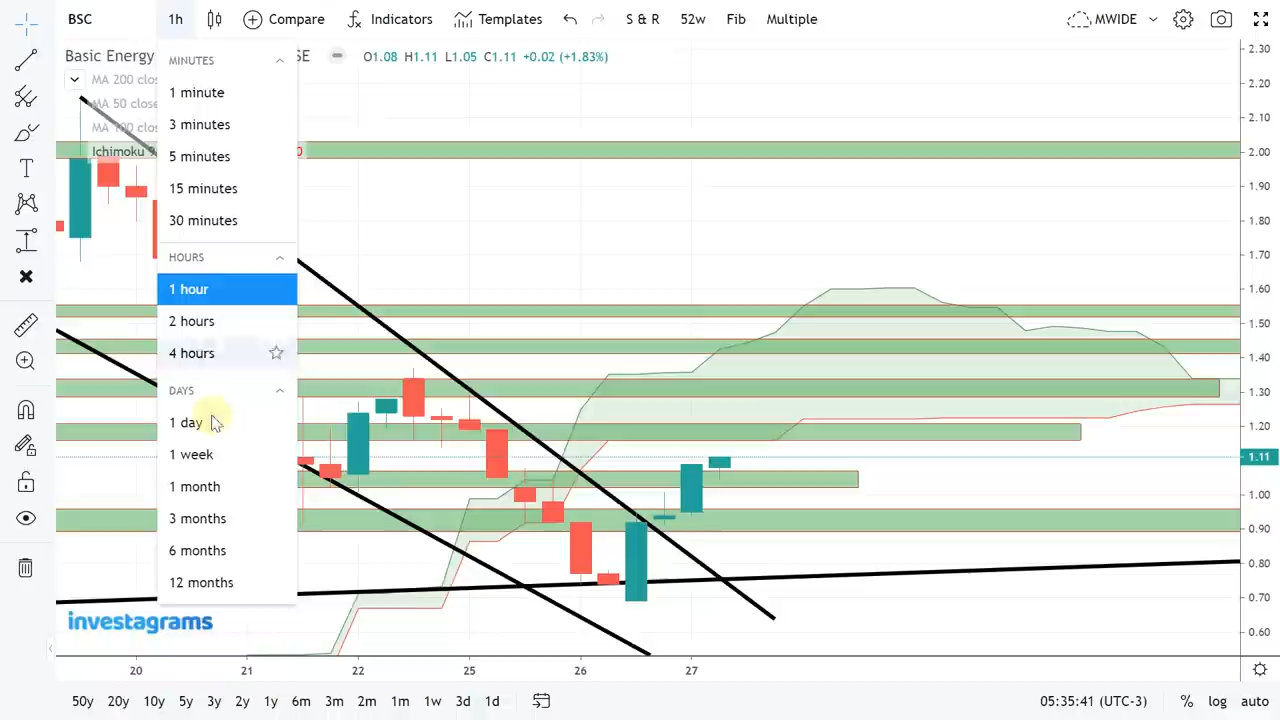 BSC 1h Compare Indicators Templates S & R 52w Fib Multiple MWIDE
Basic Energy SE O1.08 H1.11 L1.05 C1.11 +0.02 (+1.83%)
MA 200 clos
MA 50 close
MA 100 clos
Ichimoku 9 0
MINUTES
1 minute
3 minutes
5 minutes
15 minutes
30 minutes
HOURS
1 hour
2 hours
4 hours
DAYS
1 day
1 week
1 month
3 months
6 months
12 months
2.30
2.20
2.10
2.00
1.90
1.80
1.70
1.60
1.50
1.40
1.30
1.20
1.11
1.00
0.90
0.80
0.70
0.60
investagrams
20 21 22 25 26 27
50y 20y 10y 5y 3y 2y 1y 6m 3m 2m 1m 1w 3d 1d 05:35:41 (UTC-3) % log auto